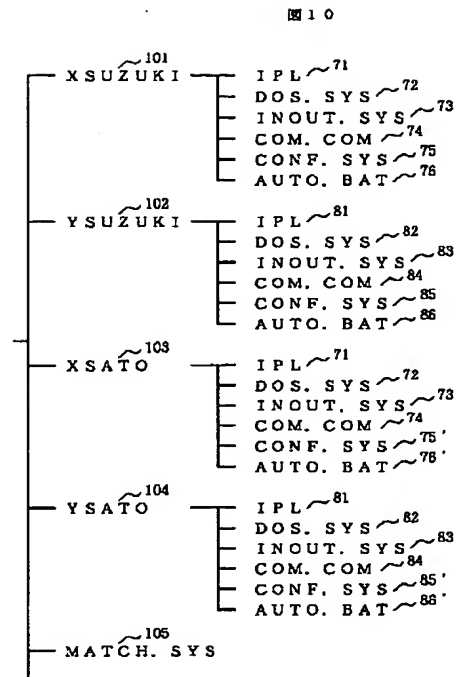 図10
101
XSUZUKI
IPL 71
DOS. SYS 72
INOUT. SYS 73
COM. COM 74
CONF. SYS 75
AUTO. BAT 76
102
YSUZUKI
IPL 81
DOS. SYS 82
INOUT. SYS 83
COM. COM 84
CONF. SYS 85
AUTO. BAT 86
103
XSATO
IPL 71
DOS. SYS 72
INOUT. SYS 73
COM. COM 74
CONF. SYS 75'
AUTO. BAT 76'
104
YSATO
IPL 81
DOS. SYS 82
INOUT. SYS 83
COM. COM 84
CONF. SYS 85'
AUTO. BAT 86'
105
MATCH. SYS